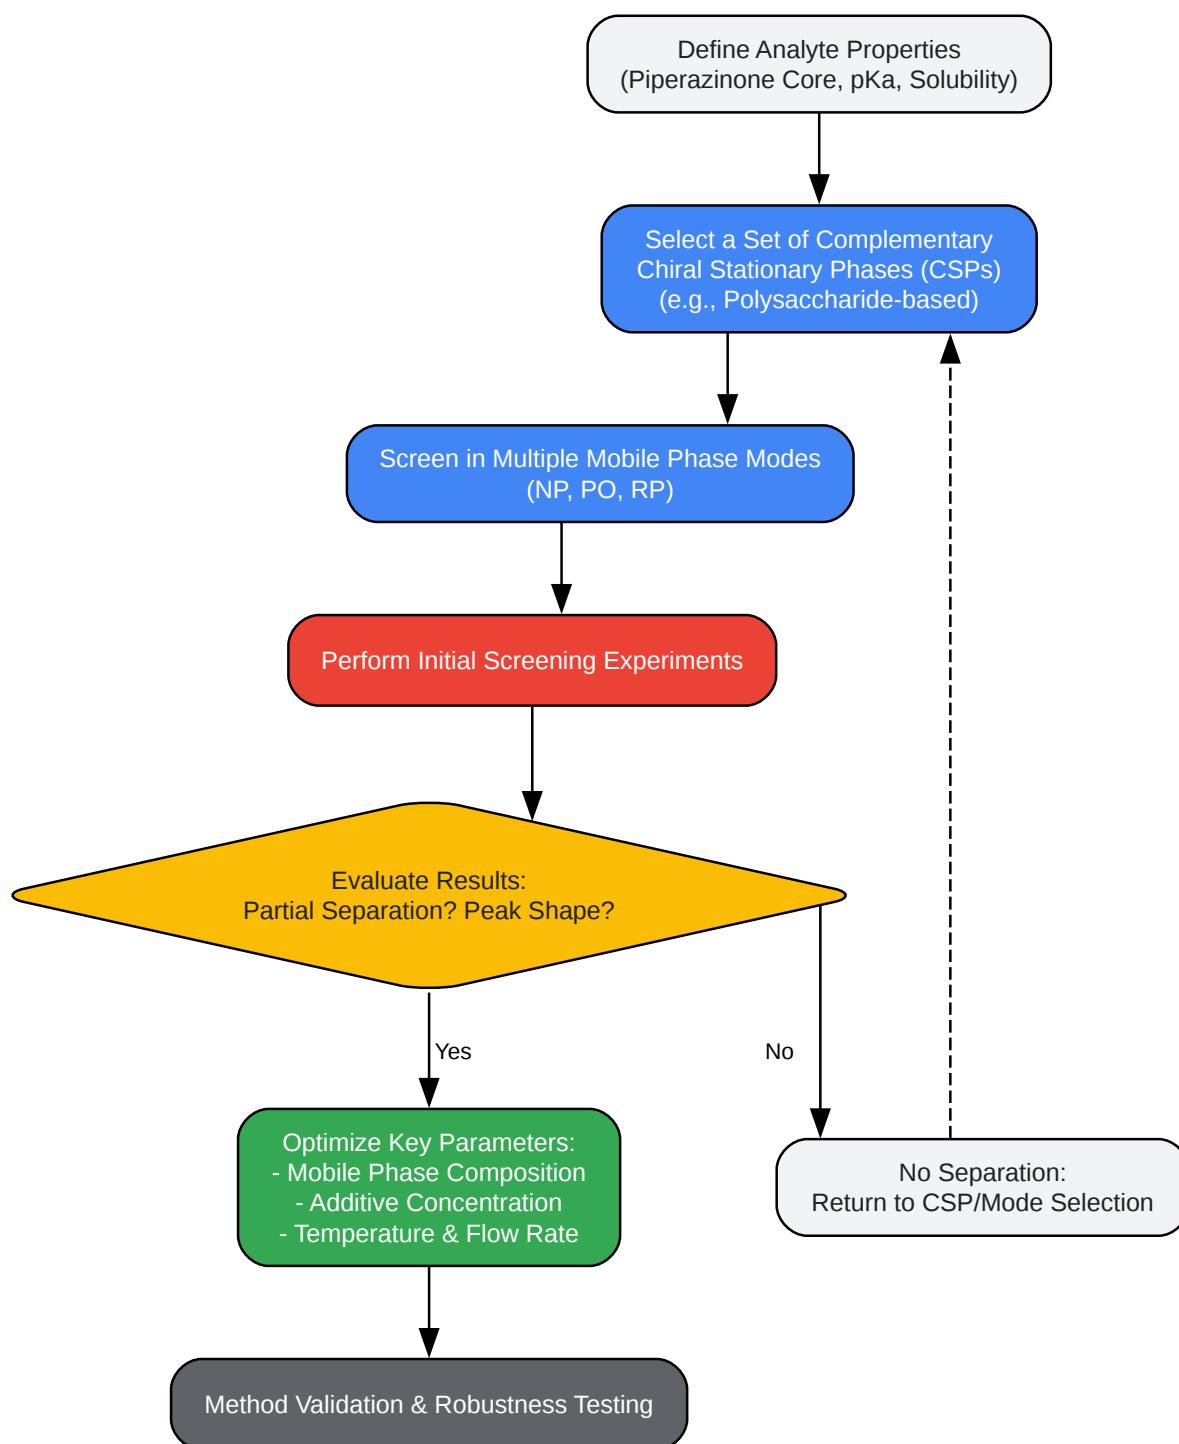 Define Analyte Properties
(Piperazinone Core, pKa, Solubility)
Select a Set of Complementary
Chiral Stationary Phases (CSPs)
(e.g., Polysaccharide-based)
Screen in Multiple Mobile Phase Modes
(NP, PO, RP)
Perform Initial Screening Experiments
Evaluate Results:
Partial Separation? Peak Shape?
Yes
No
Optimize Key Parameters:
- Mobile Phase Composition
- Additive Concentration
- Temperature & Flow Rate
No Separation:
Return to CSP/Mode Selection
Method Validation & Robustness Testing